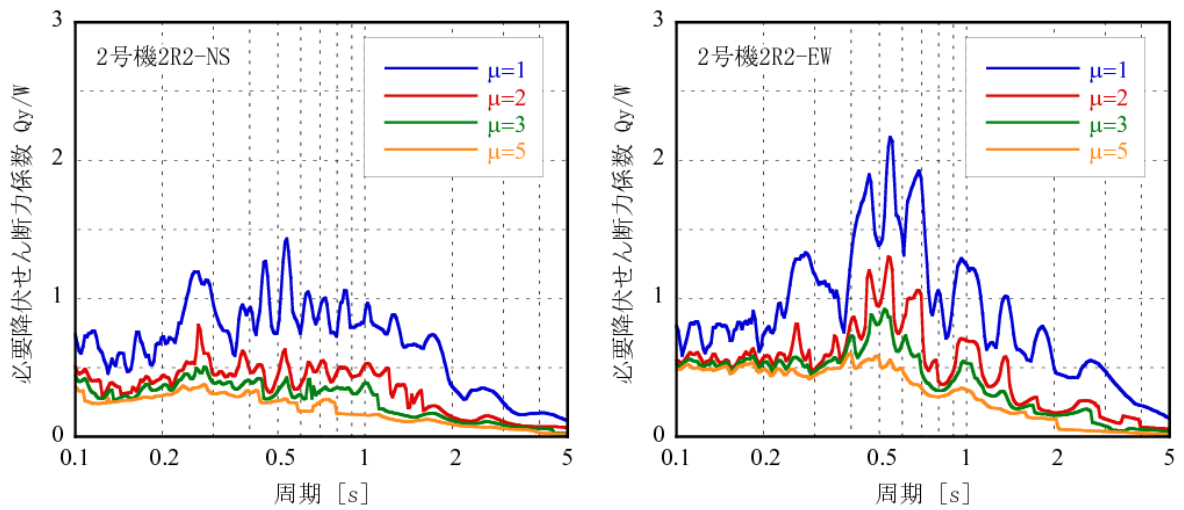 2号機2R2-NS
μ=1
μ=2
μ=3
μ=5
必要降伏せん断力係数 Qy/W
3
2
1
0
0.1 0.2 0.5 1 2 5
周期 [s]
2号機2R2-EW
μ=1
μ=2
μ=3
μ=5
必要降伏せん断力係数 Qy/W
3
2
1
0
0.1 0.2 0.5 1 2 5
周期 [s]